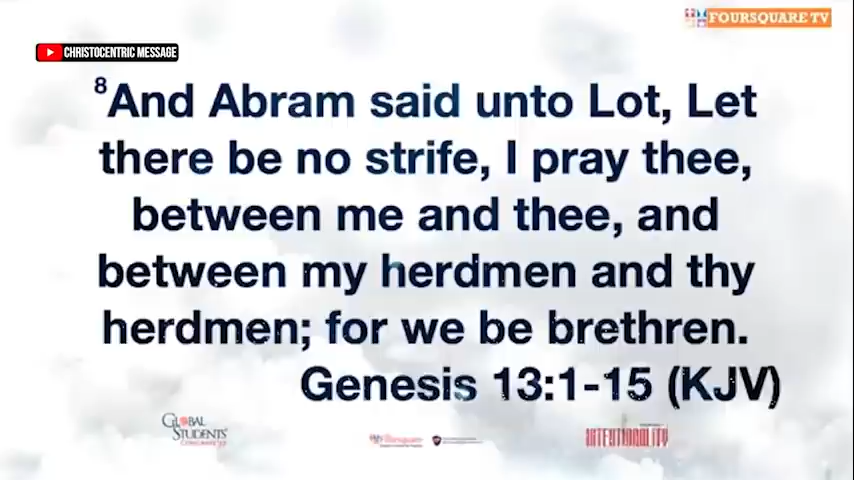 FOURSQUARE TV
CHRISTOCENTRIC MESSAGE
8And Abram said unto Lot, Let
there be no strife, I pray thee,
between me and thee, and
between my herdmen and thy
herdmen; for we be brethren.
Genesis 13:1-15 (KJV)
GLOBAL
STUDENTS'
INTENTIONALITY